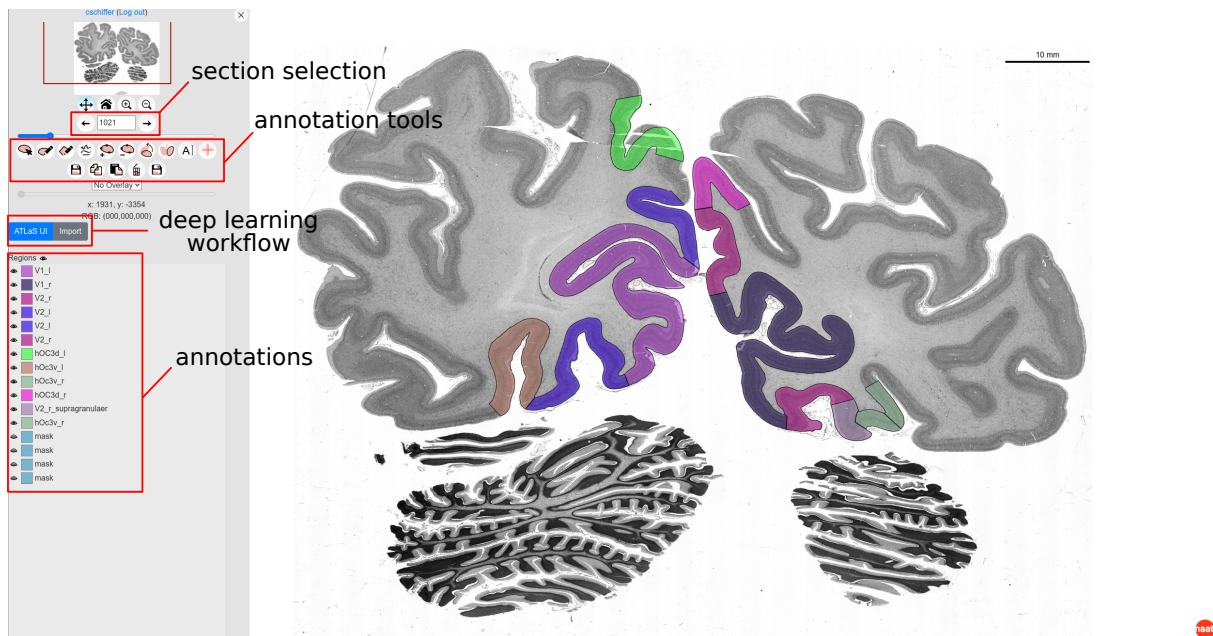 cschiffer (Log out)
section selection
1021
annotation tools
A
No Overlay
x: 1931, y: -3354
RGB: (000,000,000)
deep learning
workflow
ATLaS UI
Import
Regions
V1_l
V1_r
V2_r
V2_l
V2_l
V2_r
hOC3d_l
hOc3v_l
hOc3v_r
hOC3d_r
V2_r_supragranulaer
hOc3v_r
mask
mask
mask
mask
annotations
10 mm